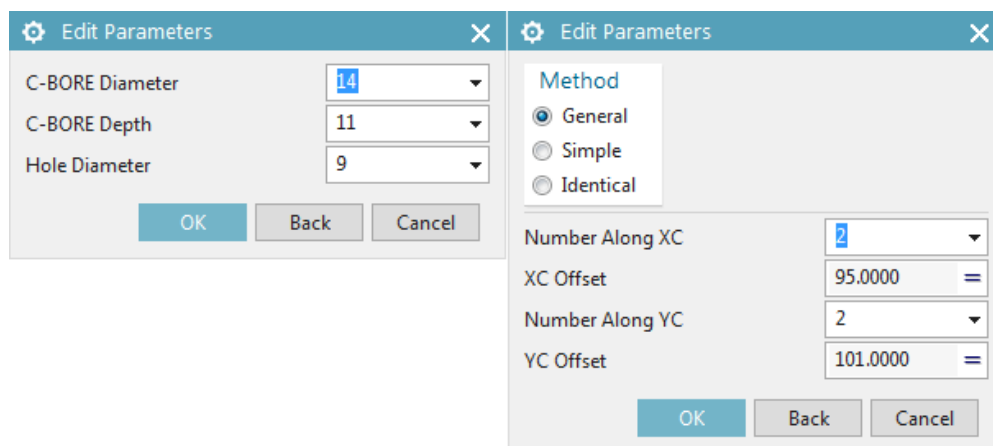 Edit Parameters
C-BORE Diameter 14
C-BORE Depth 11
Hole Diameter 9
OK Back Cancel
Edit Parameters
Method
General
Simple
Identical
Number Along XC 2
XC Offset 95.0000 =
Number Along YC 2
YC Offset 101.0000 =
OK Back Cancel